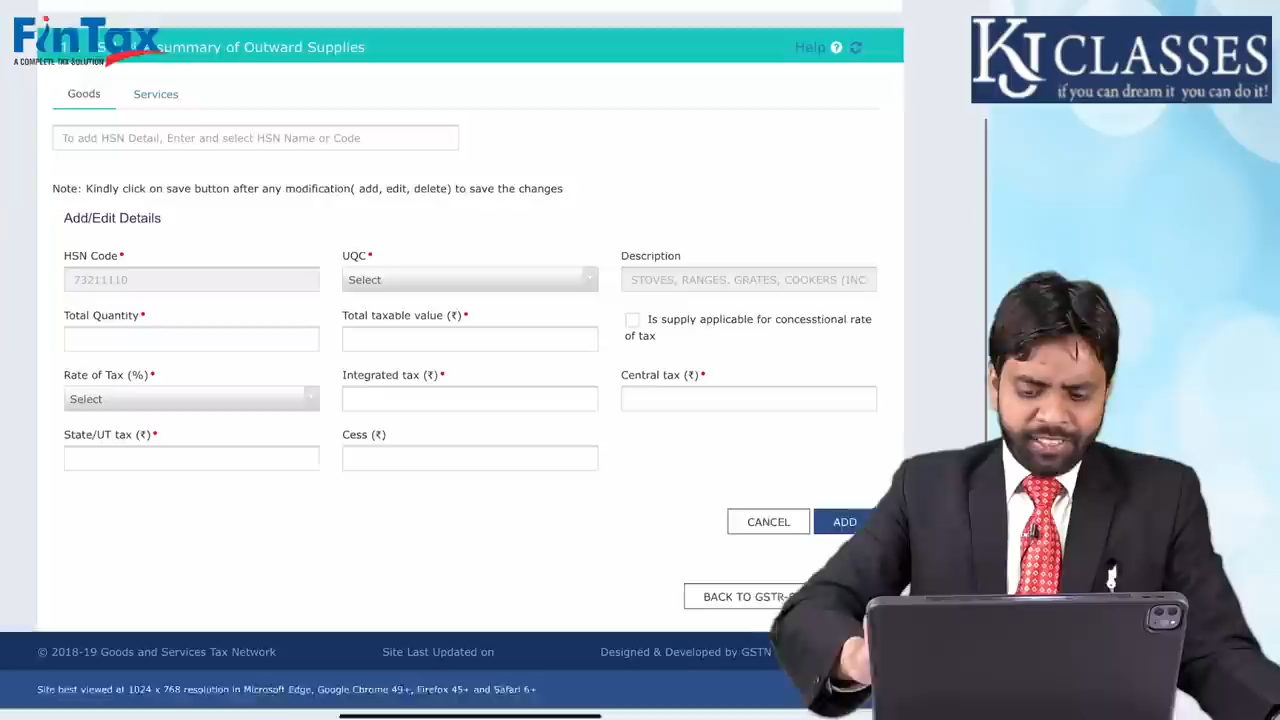 FinTax
A COMPLETE TAX SOLUTION
summary of Outward Supplies
Help ?
KJ CLASSES
if you can dream it you can do it!
Goods
Services
To add HSN Detail, Enter and select HSN Name or Code
Note: Kindly click on save button after any modification( add, edit, delete) to save the changes
Add/Edit Details
HSN Code•
UQC•
Description
73211110
Select
STOVES, RANGES. GRATES, COOKERS (INC
Total Quantity•
Total taxable value (₹)•
Is supply applicable for concesstional rate
of tax
Rate of Tax (%)•
Integrated tax (₹)•
Central tax (₹)•
Select
State/UT tax (₹)•
Cess (₹)
CANCEL
ADD
BACK TO GSTR-
© 2018-19 Goods and Services Tax Network
Site Last Updated on
Designed & Developed by GSTN
Site best viewed at 1024 x 768 resolution in Microsoft Edge, Google Chrome 49+, Firefox 45+ and Safari 6+